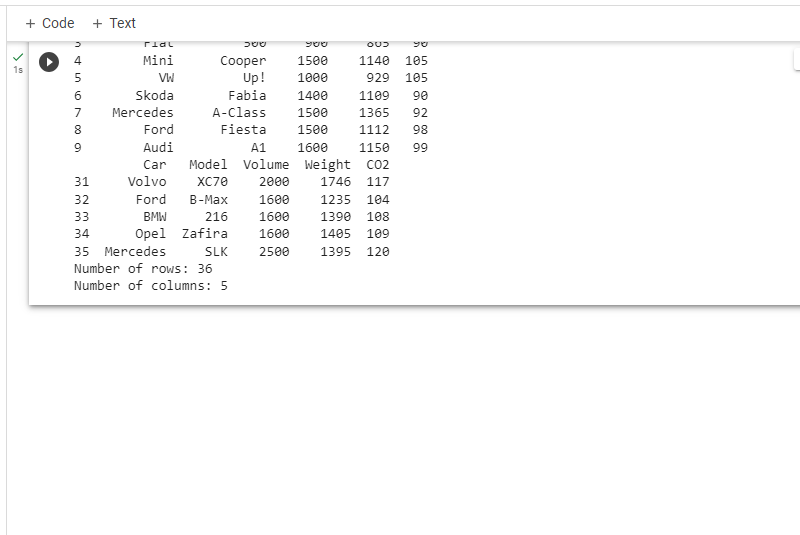 + Code + Text
3 Fiat 500 900 865 90
1s
4 Mini Cooper 1500 1140 105
5 VW Up! 1000 929 105
6 Skoda Fabia 1400 1109 90
7 Mercedes A-Class 1500 1365 92
8 Ford Fiesta 1500 1112 98
9 Audi A1 1600 1150 99
Car Model Volume Weight CO2
31 Volvo XC70 2000 1746 117
32 Ford B-Max 1600 1235 104
33 BMW 216 1600 1390 108
34 Opel Zafira 1600 1405 109
35 Mercedes SLK 2500 1395 120
Number of rows: 36
Number of columns: 5